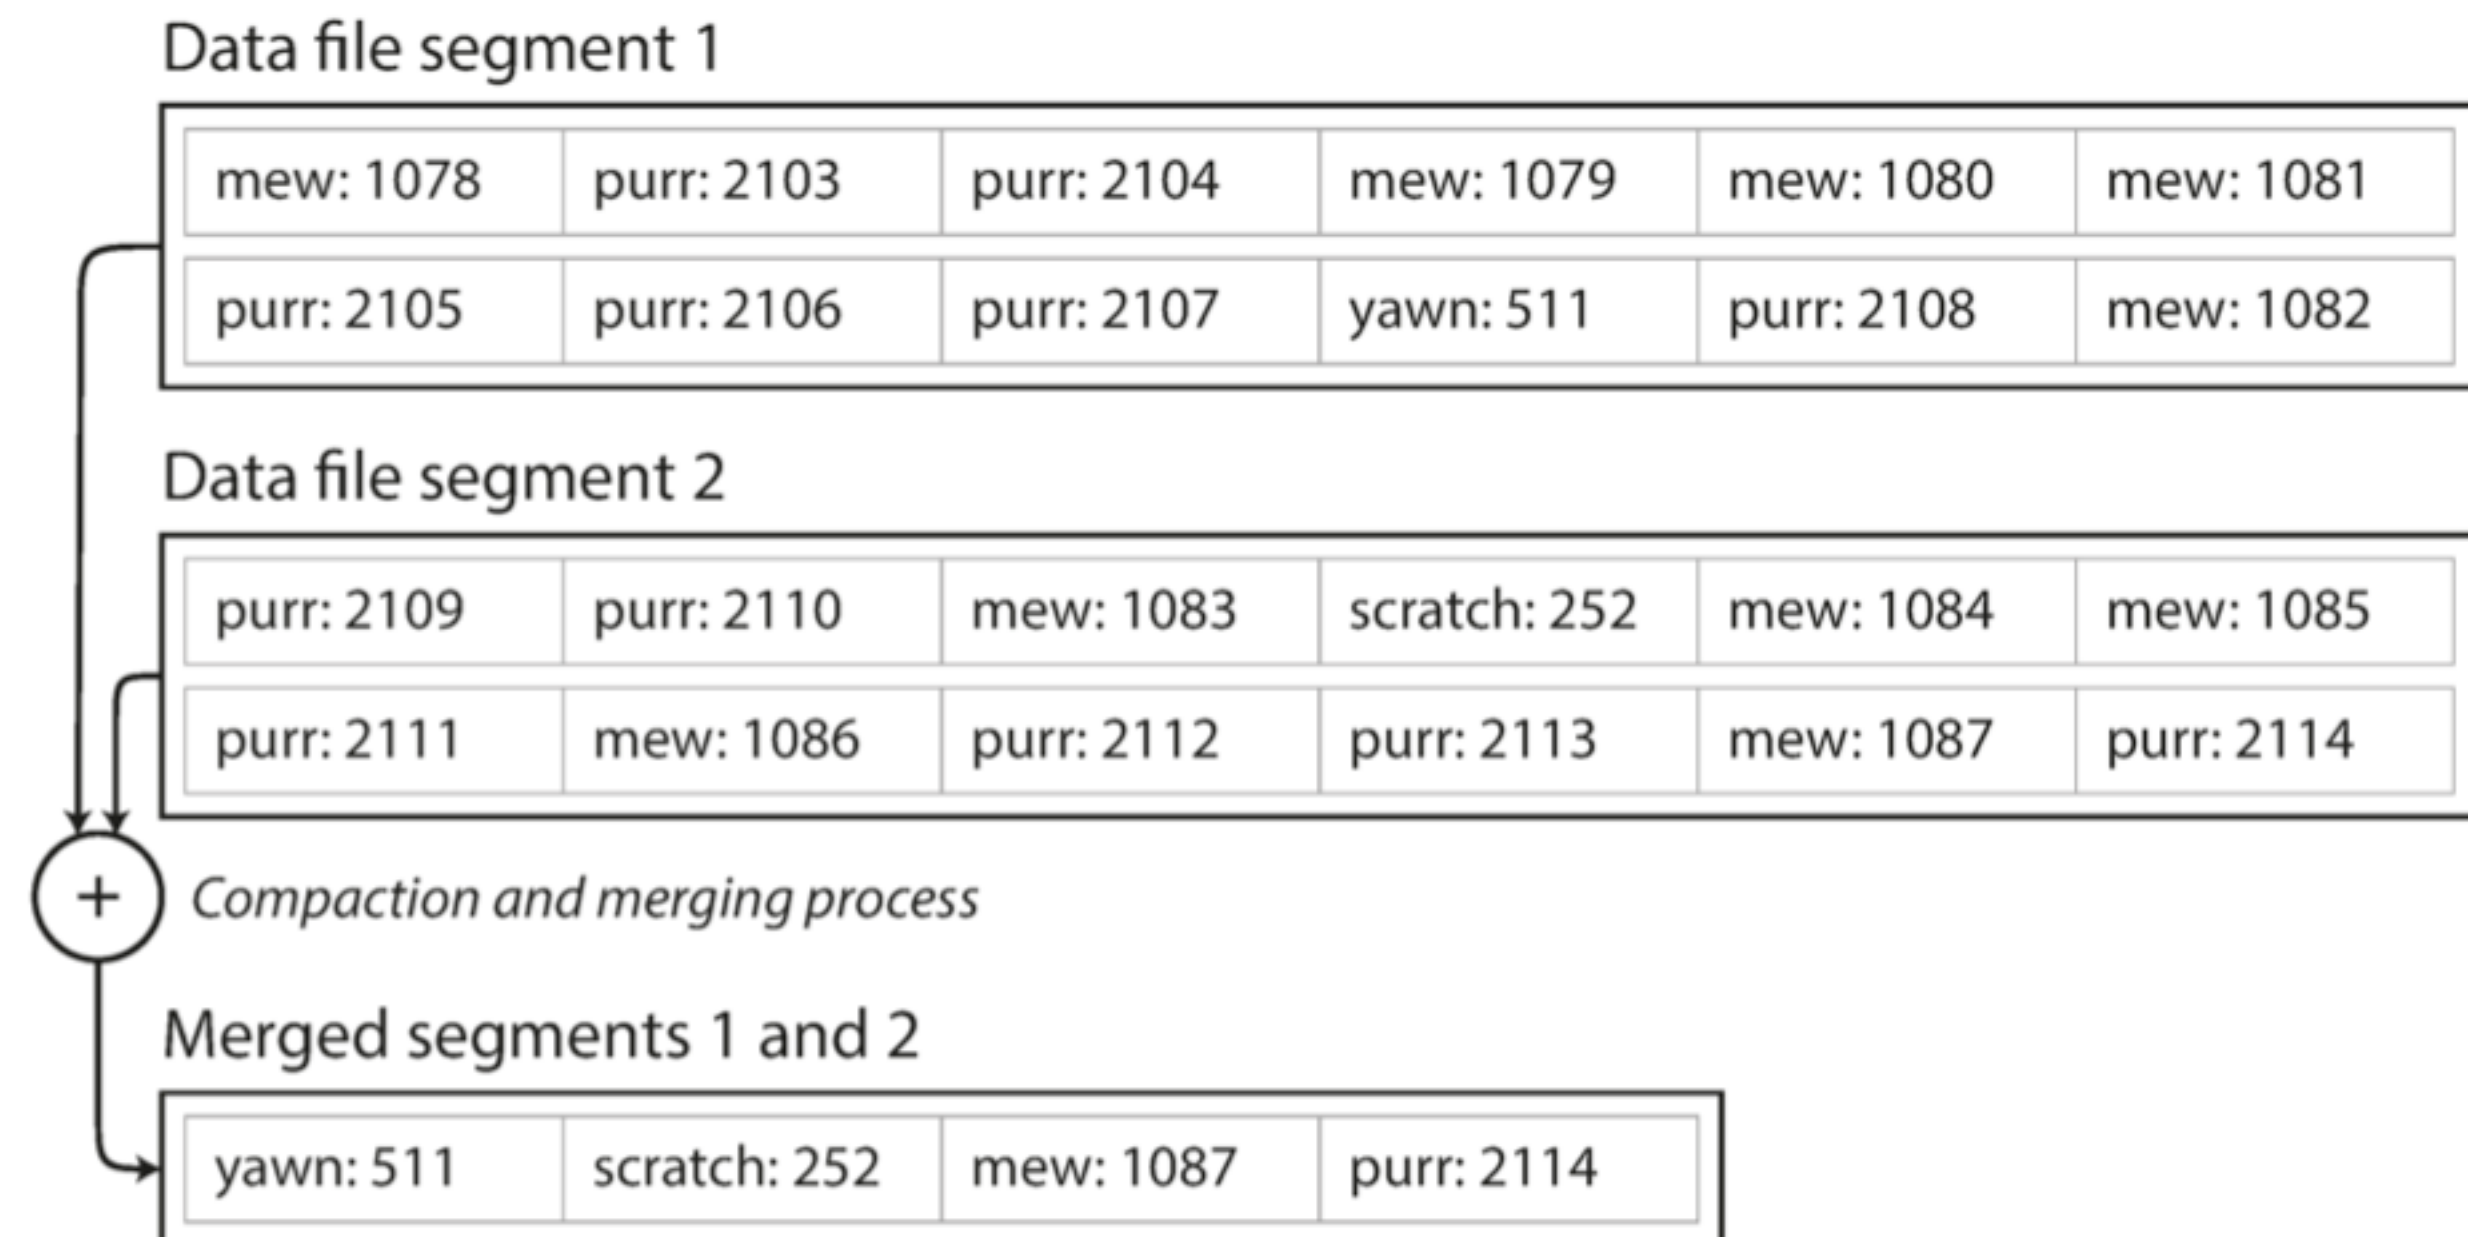 Data file segment 1
mew: 1078 purr: 2103 purr: 2104 mew: 1079 mew: 1080 mew: 1081
purr: 2105 purr: 2106 purr: 2107 yawn: 511 purr: 2108 mew: 1082
Data file segment 2
purr: 2109 purr: 2110 mew: 1083 scratch: 252 mew: 1084 mew: 1085
purr: 2111 mew: 1086 purr: 2112 purr: 2113 mew: 1087 purr: 2114
+ Compaction and merging process
Merged segments 1 and 2
yawn: 511 scratch: 252 mew: 1087 purr: 2114